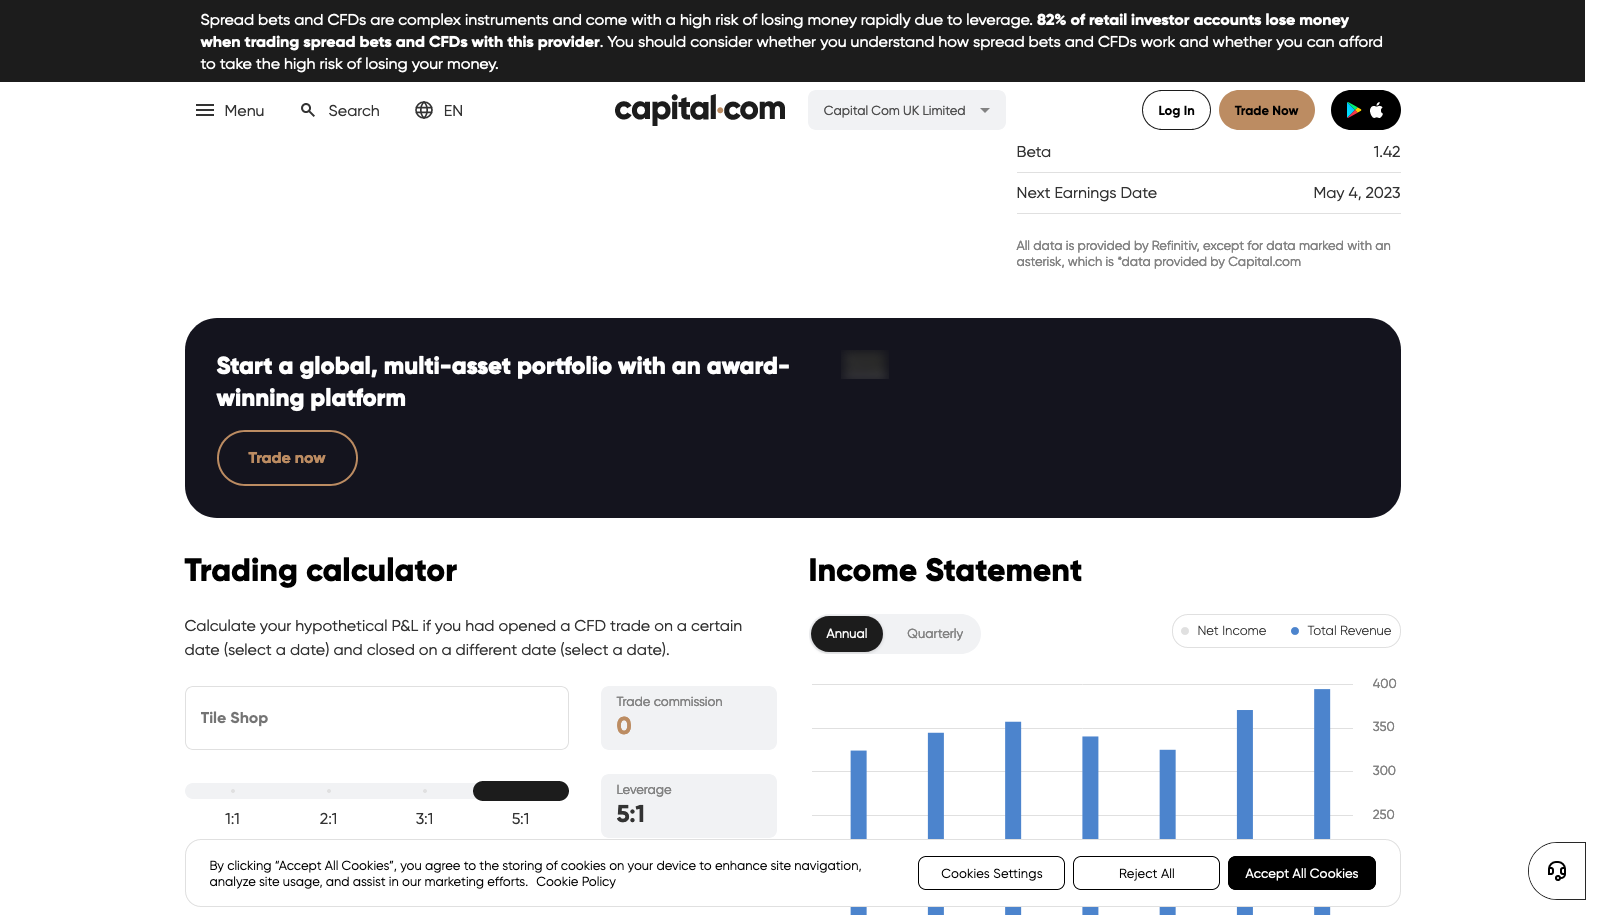 Spread bets and CFDs are complex instruments and come with a high risk of losing money rapidly due to leverage. 82% of retail investor accounts lose money
when trading spread bets and CFDs with this provider. You should consider whether you understand how spread bets and CFDs work and whether you can afford
to take the high risk of losing your money.
Menu
Search
EN
capital.com
Capital Com UK Limited
Log In
Trade Now
Beta 1.42
Next Earnings Date May 4, 2023
All data is provided by Refinitiv, except for data marked with an
asterisk, which is *data provided by Capital.com
Start a global, multi-asset portfolio with an award-
winning platform
Trade now
Trading calculator
Calculate your hypothetical P&L if you had opened a CFD trade on a certain
date (select a date) and closed on a different date (select a date).
Tile Shop
Trade commission
0
1:1 2:1 3:1 5:1
Leverage
5:1
Income Statement
Annual
Quarterly
Net Income
Total Revenue
400
350
300
250
By clicking “Accept All Cookies”, you agree to the storing of cookies on your device to enhance site navigation,
analyze site usage, and assist in our marketing efforts. Cookie Policy
Cookies Settings
Reject All
Accept All Cookies